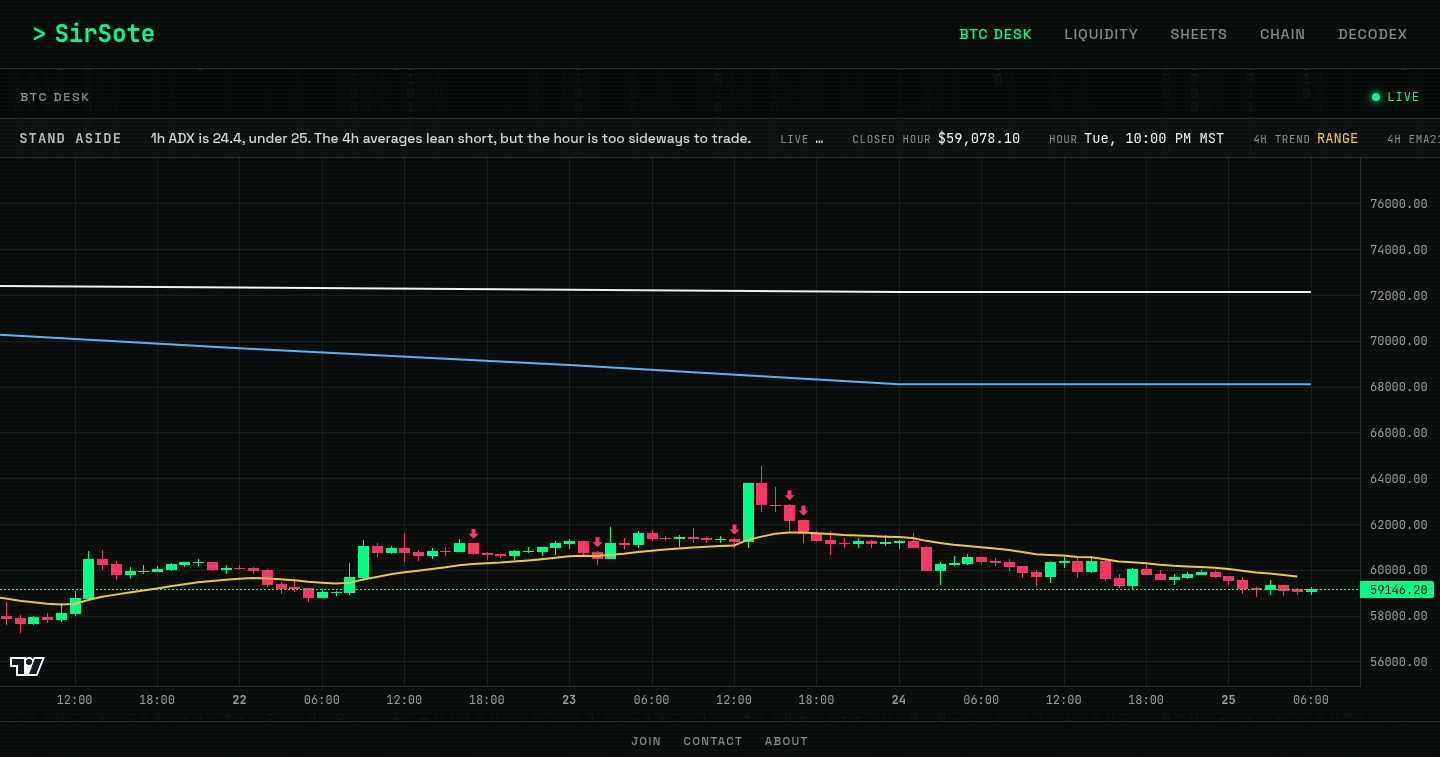 > SirSote
BTC DESK LIQUIDITY SHEETS CHAIN DECODEX
BTC DESK
LIVE
STAND ASIDE 1h ADX is 24.4, under 25. The 4h averages lean short, but the hour is too sideways to trade. LIVE … CLOSED HOUR $59,078.10 HOUR Tue, 10:00 PM MST 4H TREND RANGE 4H EMA21
76000.00
74000.00
72000.00
70000.00
68000.00
66000.00
64000.00
62000.00
60000.00
59146.20
58000.00
56000.00
12:00 18:00 22 06:00 12:00 18:00 23 06:00 12:00 18:00 24 06:00 12:00 18:00 25 06:00
JOIN CONTACT ABOUT